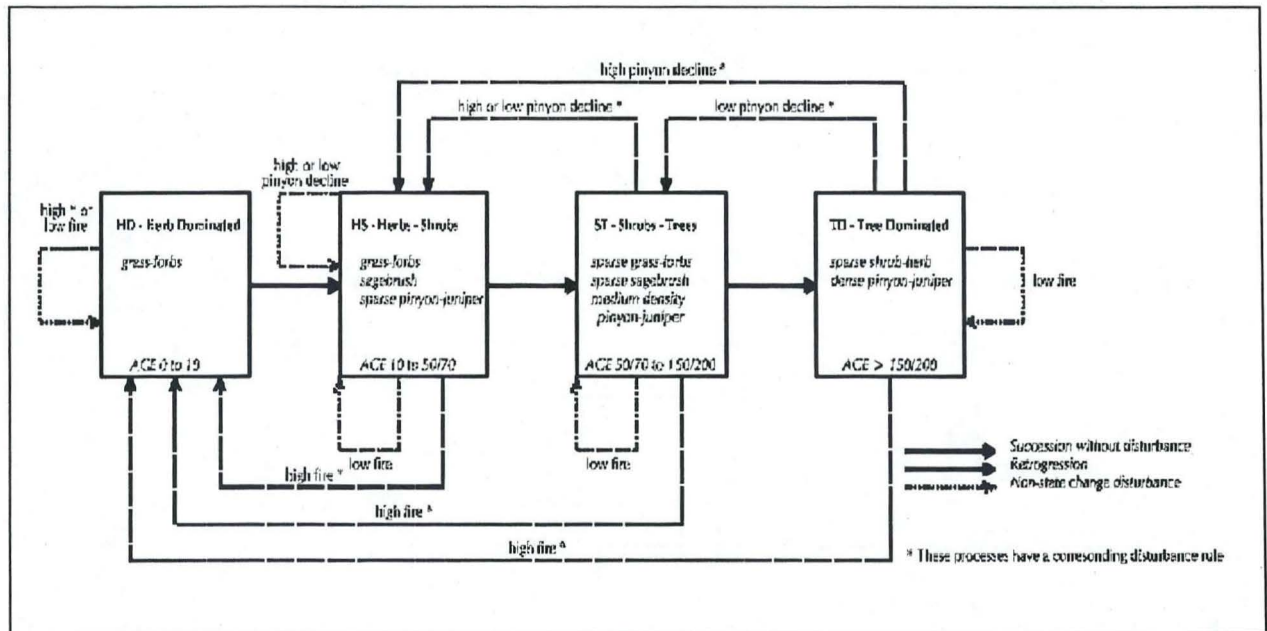 high pinyon decline *
high or low pinyon decline *
low pinyon decline *
high or low
pinyon decline
high * or
low fire
HD - Herb Dominated
grass-forbs
AGE 0 to 19
HS - Herbs - Shrubs
grass-forbs
sagebrush
sparse pinyon-juniper
AGE 10 to 50/70
ST - Shrubs - Trees
sparse grass-forbs
sparse sagebrush
medium density
pinyon-juniper
AGE 50/70 to 150/200
TD - Tree Dominated
sparse shrub-herb
dense pinyon-juniper
AGE > 150/200
low fire
low fire
low fire
high fire *
high fire *
high fire *
Succession without disturbance
Retrogression
Non-state change disturbance
* These processes have a corresonding disturbance rule